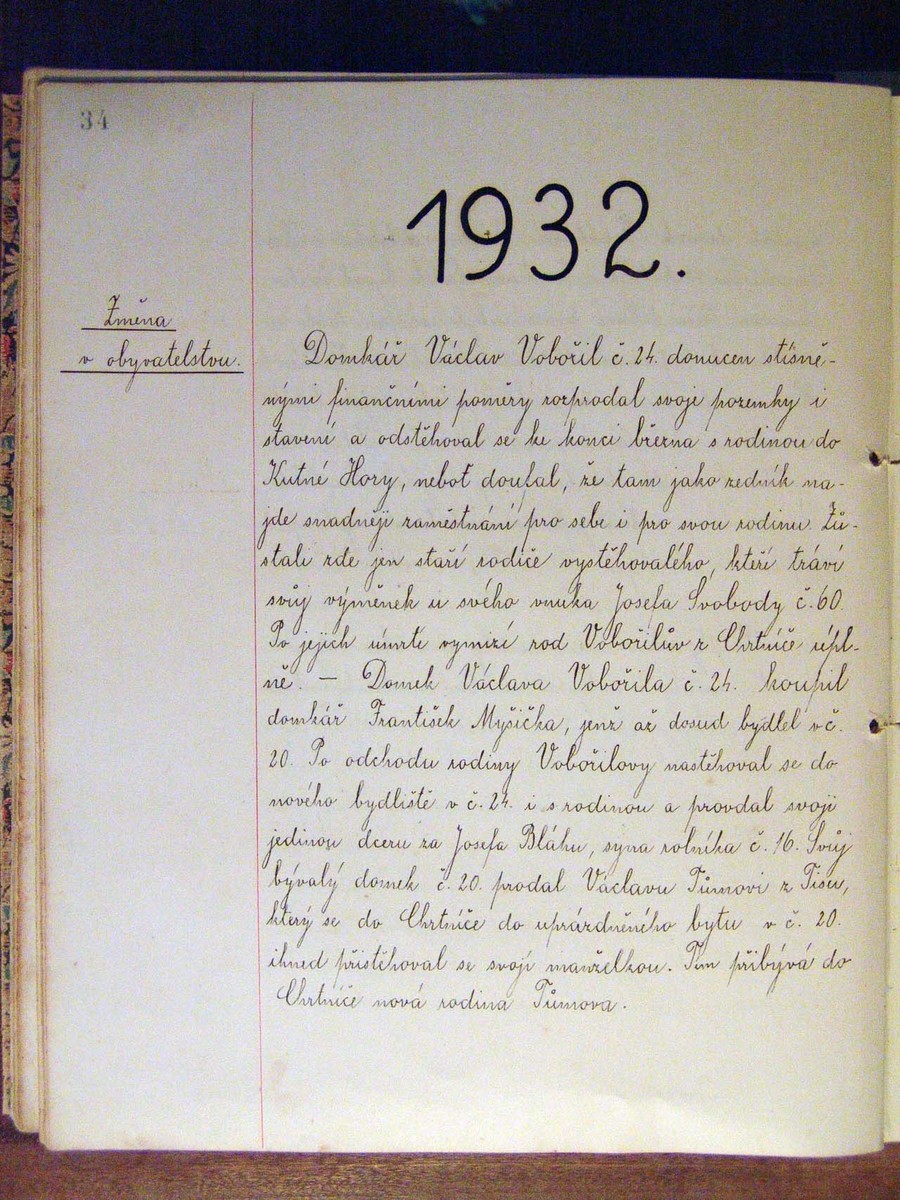 34
1932.
Změna
v obyvatelstvu.
Domkář Václav Vobořil č. 24. donucen stísně-
nými finančními poměry rozprodal svoje pozemky i
stavení a odstěhoval se ke konci března s rodinou do
Kutné Hory, neboť doufal, že tam jako zedník na-
jde snadněji zaměstnání pro sebe i pro svou rodinu. Zů-
stali zde jen staří rodiče vystěhovalého, kteří tráví
svůj výměnek u svého vnuka Josefa Svobody č. 60.
Po jejich úmrtí vymizí rod Vobořilův z Chrtníče úpl-
ně. — Domek Václava Vobořila č. 24. koupil
domkář František Myšička, jenž až dosud bydlel v č.
20. Po odchodu rodiny Vobořilovy nastěhoval se do
nového bydliště v č. 24. i s rodinou a provdal svoji
jedinou dceru za Josefa Bláhu, syna rolníka č. 16. Svůj
bývalý domek č. 20. prodal Václavu Tůmovi z Tisu,
který se do Chrtníče do uprázdněného bytu v č. 20.
ihned přistěhoval se svojí manželkou. Tím přibývá do
Chrtníče nová rodina Tůmova.